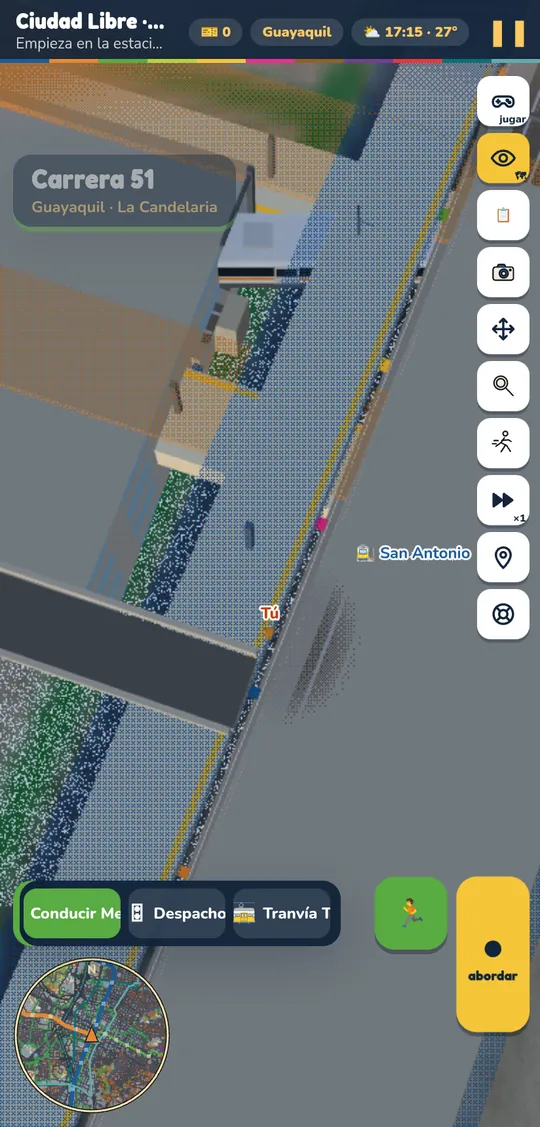 Ciudad Libre ·...
Empieza en la estaci...
0
Guayaquil
17:15 · 27°
jugar
Carrera 51
Guayaquil · La Candelaria
×1
San Antonio
Tú
Conducir Me
Despacho
Tranvía T
abordar